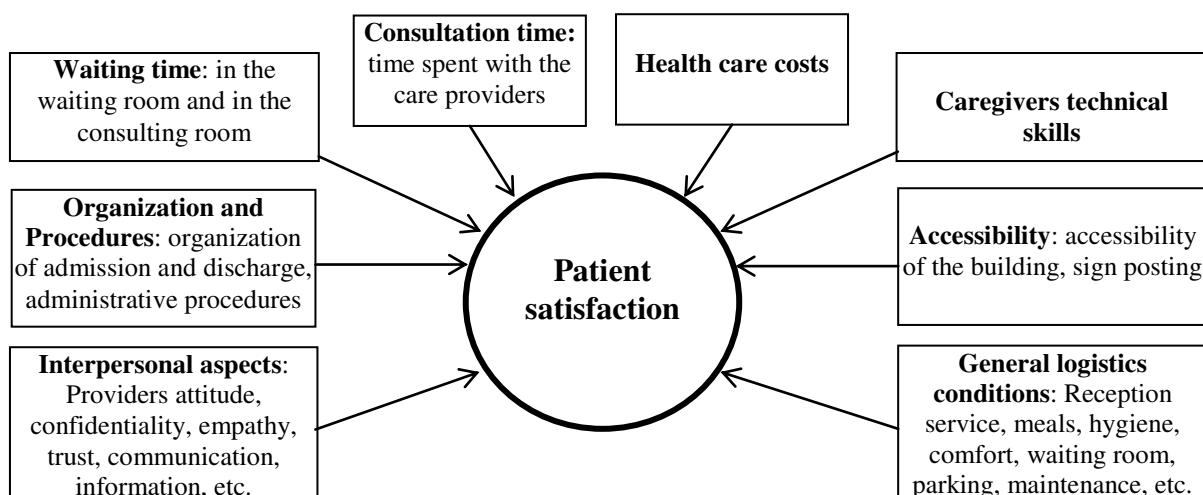 Waiting time: in the
waiting room and in the
consulting room
Consultation time:
time spent with the
care providers
Health care costs
Caregivers technical
skills
Organization and
Procedures: organization
of admission and discharge,
administrative procedures
Patient
satisfaction
Accessibility: accessibility
of the building, sign posting
Interpersonal aspects:
Providers attitude,
confidentiality, empathy,
trust, communication,
information, etc.
General logistics
conditions: Reception
service, meals, hygiene,
comfort, waiting room,
parking, maintenance, etc.